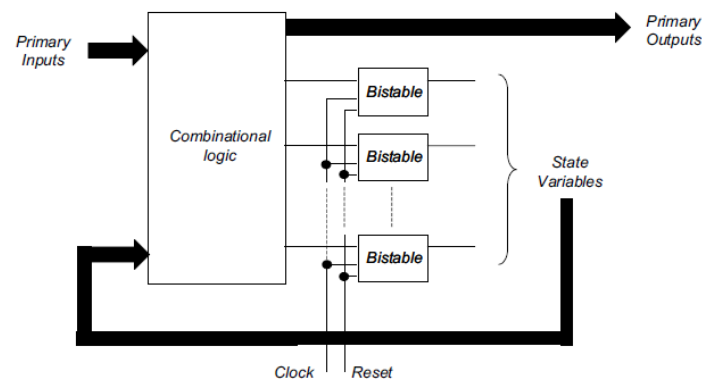 Primary
Inputs
Primary
Outputs
Combinational
logic
Bistable
Bistable
Bistable
State
Variables
Clock
Reset